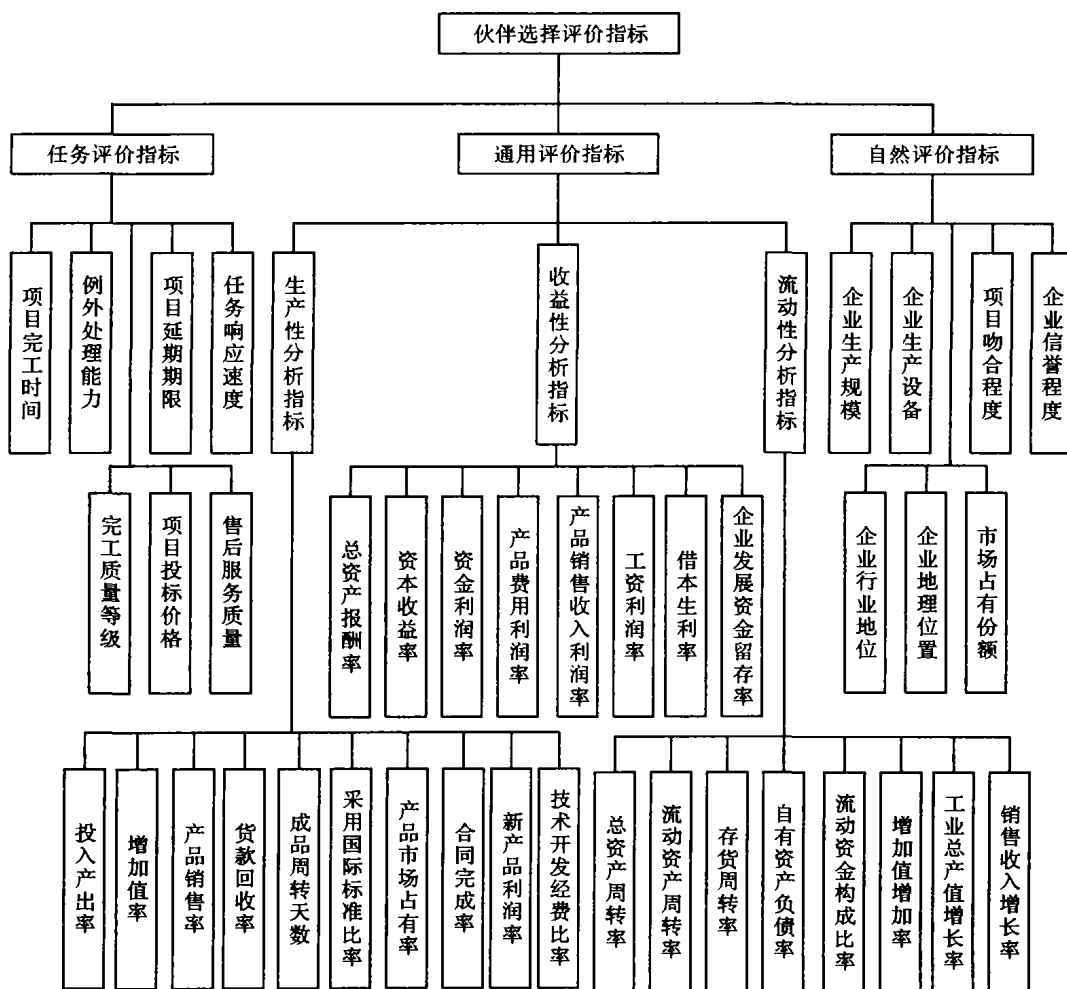 伙伴选择评价指标
任务评价指标
通用评价指标
自然评价指标
项目完工时间
例外处理能力
项目延期期限
任务响应速度
生产性分析指标
收益性分析指标
流动性分析指标
企业生产规模
企业生产设备
项目吻合程度
企业信誉程度
完工质量等级
项目投标价格
售后服务质量
总资产报酬率
资本收益率
资金利润率
产品费用利润率
产品销售收入利润率
工资利润率
借本生利率
企业发展资金留存率
企业行业地位
企业地理位置
市场占有份额
投入产出率
增加值率
产品销售率
货款回收率
成品周转天数
采用国际标准比率
产品市场占有率
合同完成率
新产品利润率
技术开发经费比率
总资产周转率
流动资产周转率
存货周转率
自有资产负债率
流动资金构成比率
增加值增加率
工业总产值增长率
销售收入增长率